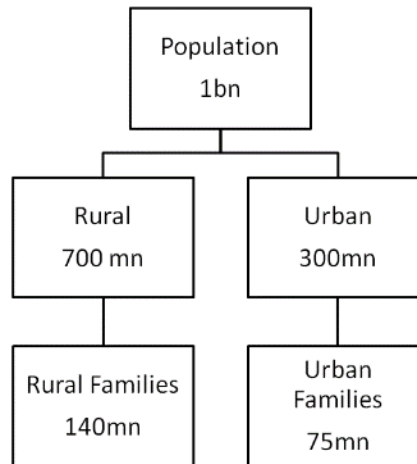 Population
1bn
Rural
700 mn
Urban
300mn
Rural Families
140mn
Urban
Families
75mn